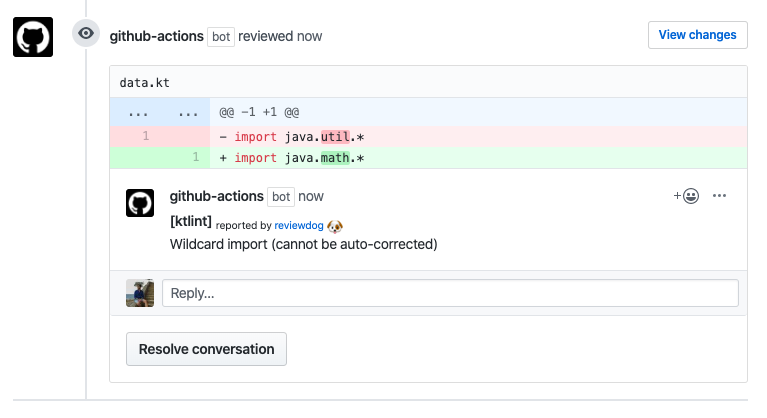 github-actions bot reviewed now
View changes
data.kt
... ... @@ -1 +1 @@
1 - import java.util.*
1 + import java.math.*
github-actions bot now
[ktlint] reported by reviewdog 🐶
Wildcard import (cannot be auto-corrected)
Reply...
Resolve conversation